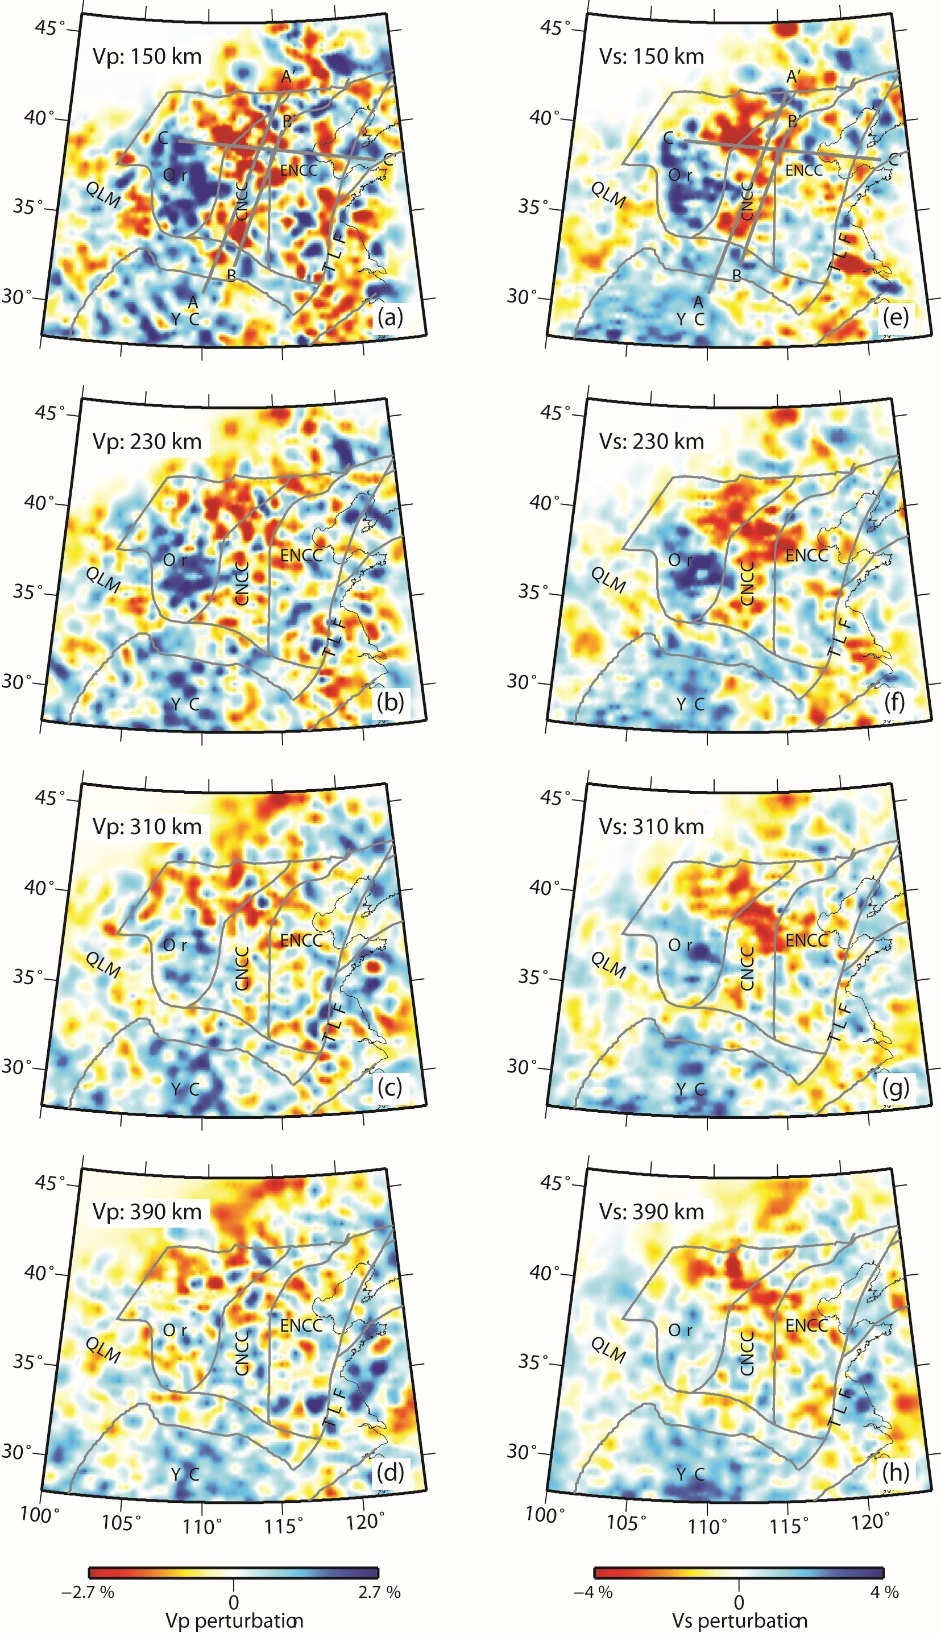 Vp: 150 km
45°
40°
35°
30°
A'
B'
C
C'
O r
QLM
CNCC
ENCC
TLF
B
A
Y C
(a)
Vs: 150 km
45°
40°
35°
30°
A'
B'
C
C'
O r
QLM
CNCC
ENCC
TLF
B
A
Y C
(e)
Vp: 230 km
45°
40°
35°
30°
O r
QLM
CNCC
ENCC
TLF
Y C
(b)
Vs: 230 km
45°
40°
35°
30°
O r
QLM
CNCC
ENCC
TLF
Y C
(f)
Vp: 310 km
45°
40°
35°
30°
O r
QLM
CNCC
ENCC
TLF
Y C
(c)
Vs: 310 km
45°
40°
35°
30°
O r
QLM
CNCC
ENCC
TLF
Y C
(g)
Vp: 390 km
45°
40°
35°
30°
O r
QLM
CNCC
ENCC
TLF
Y C
(d)
100° 105° 110° 115° 120°
Vs: 390 km
45°
40°
35°
30°
O r
QLM
CNCC
ENCC
TLF
Y C
(h)
100° 105° 110° 115° 120°
−2.7 % 0 2.7 %
Vp perturbation
−4 % 0 4 %
Vs perturbation